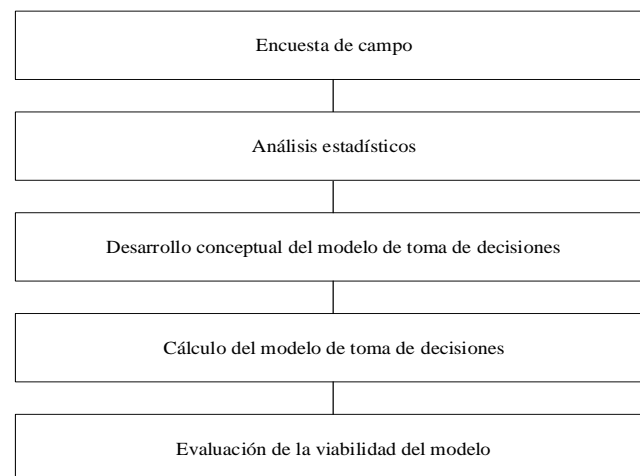 Encuesta de campo
Análisis estadísticos
Desarrollo conceptual del modelo de toma de decisiones
Cálculo del modelo de toma de decisiones
Evaluación de la viabilidad del modelo